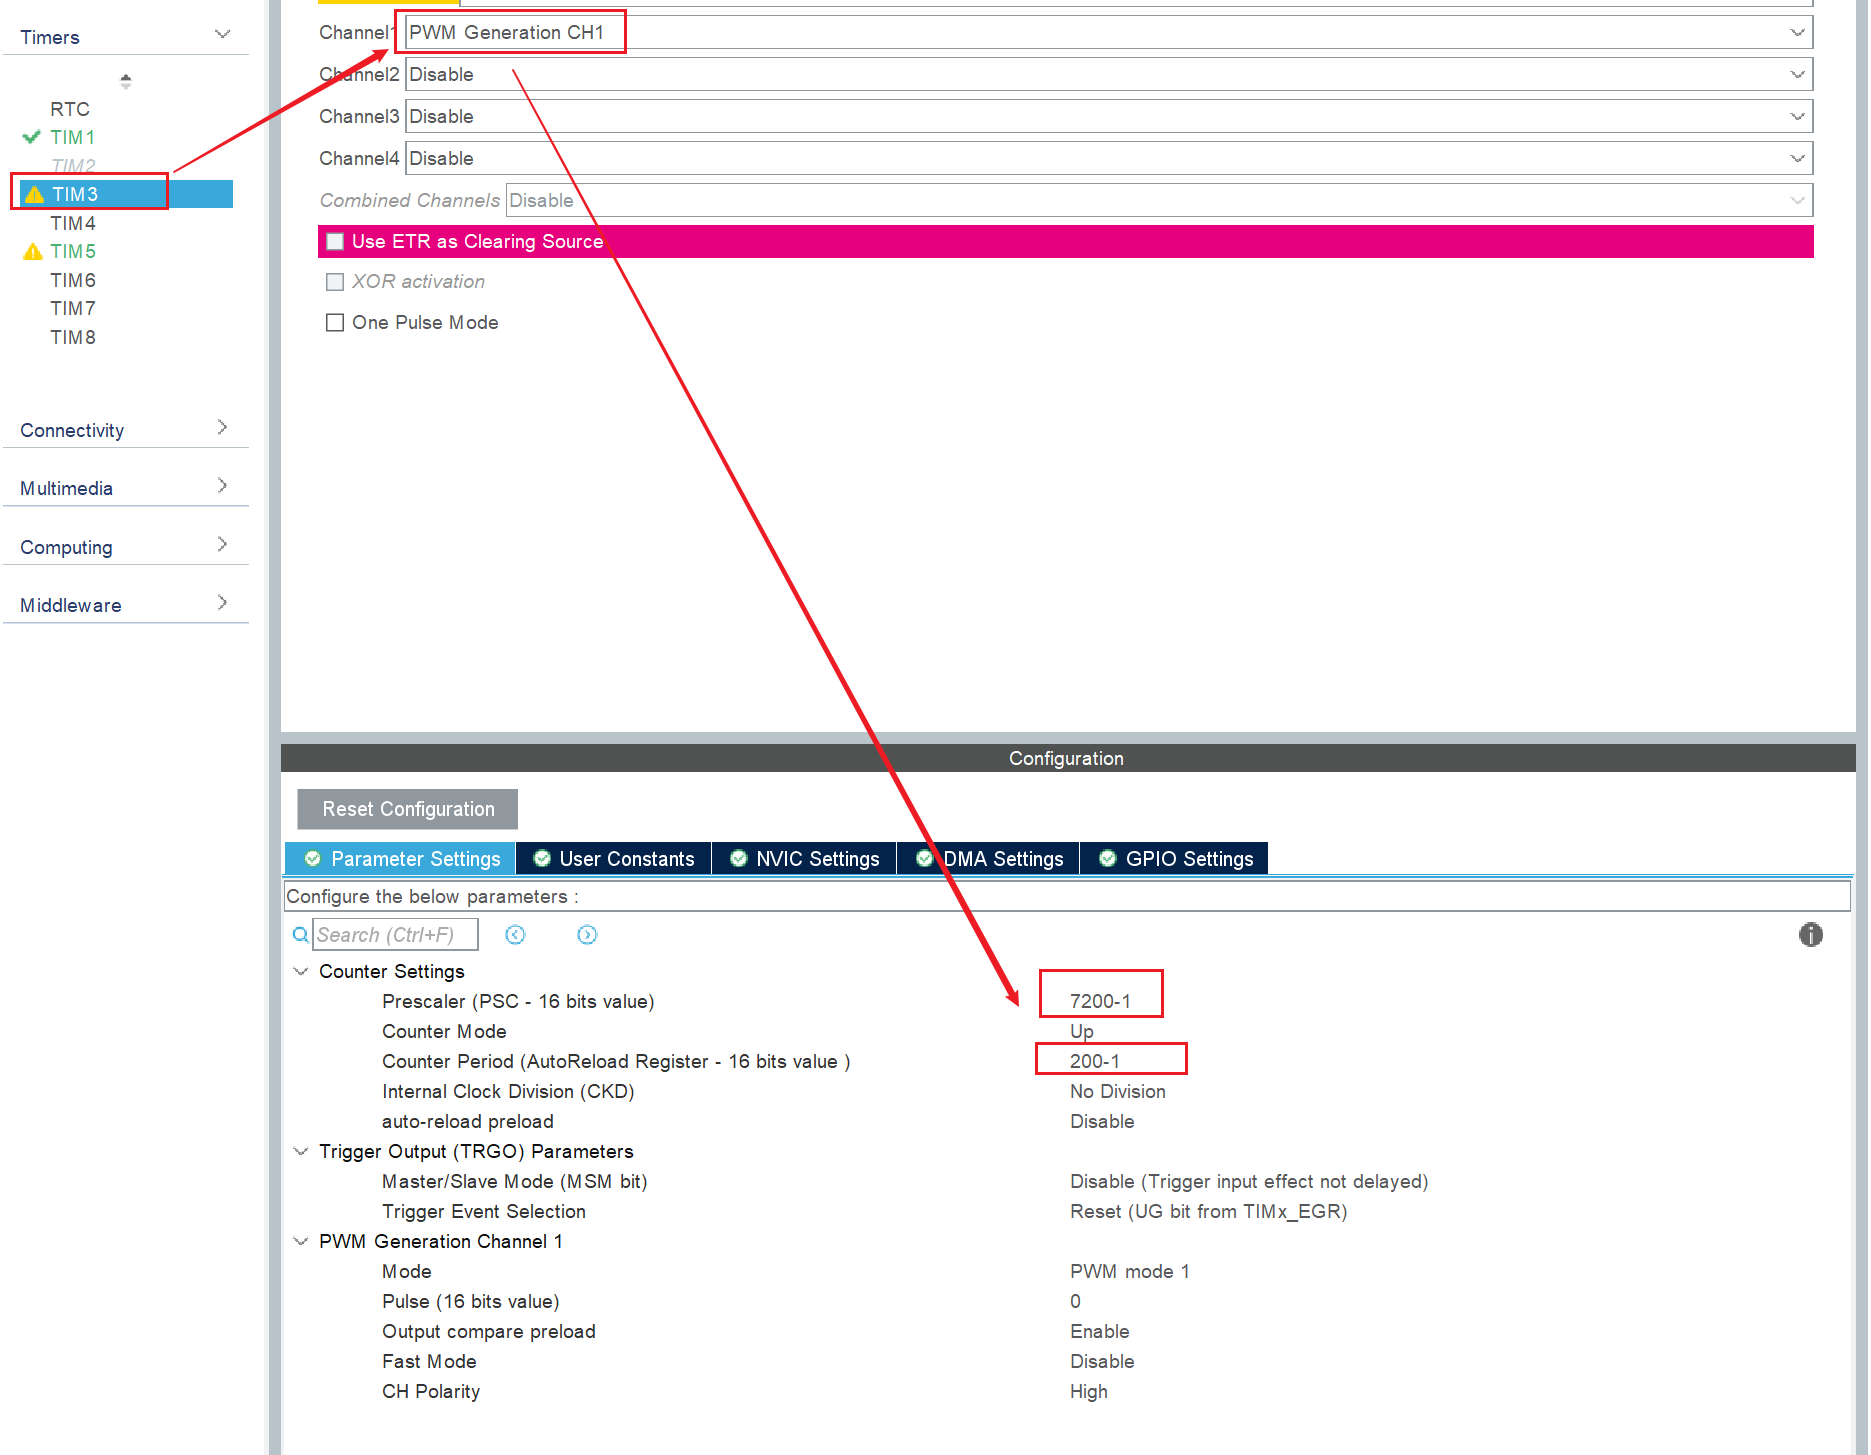 Timers
RTC
TIM1
TIM2
TIM3
TIM4
TIM5
TIM6
TIM7
TIM8
Connectivity
Multimedia
Computing
Middleware
Channel1 PWM Generation CH1
Channel2 Disable
Channel3 Disable
Channel4 Disable
Combined Channels Disable
Use ETR as Clearing Source
XOR activation
One Pulse Mode
Configuration
Reset Configuration
Parameter Settings User Constants NVIC Settings DMA Settings GPIO Settings
Configure the below parameters :
Search (Ctrl+F)
Counter Settings
Prescaler (PSC - 16 bits value) 7200-1
Counter Mode Up
Counter Period (AutoReload Register - 16 bits value ) 200-1
Internal Clock Division (CKD) No Division
auto-reload preload Disable
Trigger Output (TRGO) Parameters
Master/Slave Mode (MSM bit) Disable (Trigger input effect not delayed)
Trigger Event Selection Reset (UG bit from TIMx_EGR)
PWM Generation Channel 1
Mode PWM mode 1
Pulse (16 bits value) 0
Output compare preload Enable
Fast Mode Disable
CH Polarity High